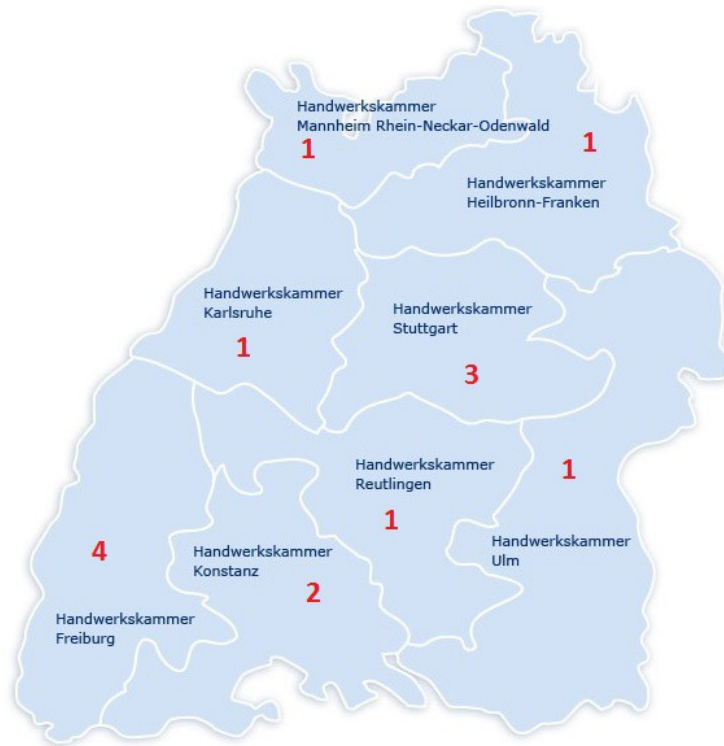 Handwerkskammer
Mannheim Rhein-Neckar-Odenwald
1
1
Handwerkskammer
Heilbronn-Franken
Handwerkskammer
Karlsruhe
1
Handwerkskammer
Stuttgart
3
Handwerkskammer
Reutlingen
1
1
Handwerkskammer
Ulm
4
Handwerkskammer
Freiburg
Handwerkskammer
Konstanz
2